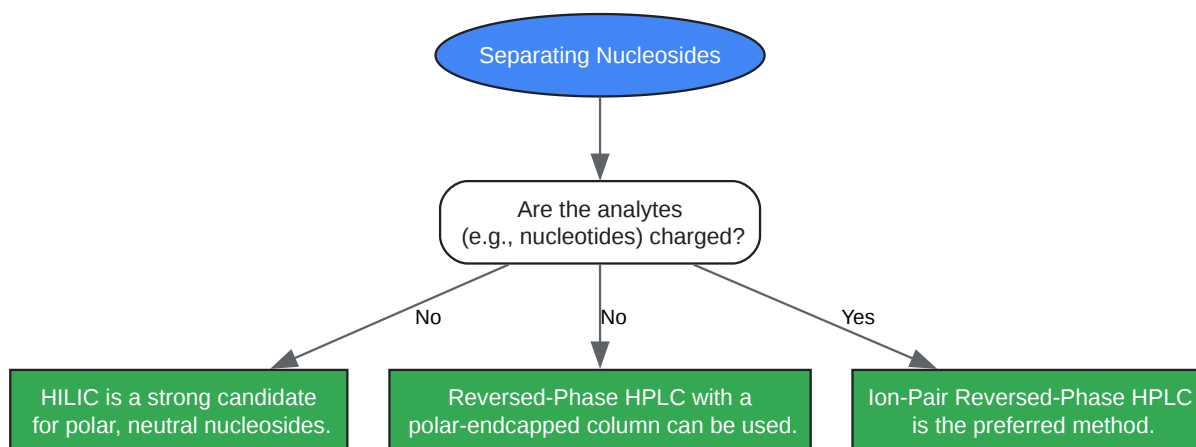 Separating Nucleosides
Are the analytes
(e.g., nucleotides) charged?
No
No
Yes
HILIC is a strong candidate
for polar, neutral nucleosides.
Reversed-Phase HPLC with a
polar-endcapped column can be used.
Ion-Pair Reversed-Phase HPLC
is the preferred method.